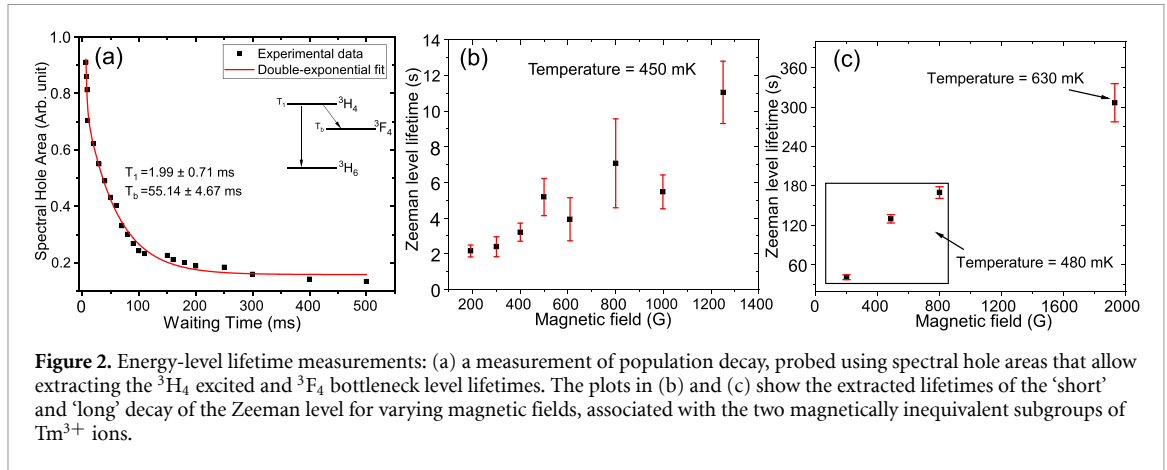 (a)
Experimental data
Double-exponential fit
T₁ ³H₄
T_b ³F₄
³H₆
T₁ =1.99 ± 0.71 ms
T_b =55.14 ± 4.67 ms
Spectral Hole Area (Arb. unit)
1.0
0.8
0.6
0.4
0.2
0 100 200 300 400 500
Waiting Time (ms)
(b)
Temperature = 450 mK
Zeeman level lifetime (s)
14
12
10
8
6
4
2
0
200 400 600 800 1000 1200 1400
Magnetic field (G)
(c)
Temperature = 630 mK
Temperature = 480 mK
Zeeman level lifetime (s)
360
300
240
180
120
60
0 400 800 1200 1600 2000
Magnetic field (G)
Figure 2. Energy-level lifetime measurements: (a) a measurement of population decay, probed using spectral hole areas that allow
extracting the ³H₄ excited and ³F₄ bottleneck level lifetimes. The plots in (b) and (c) show the extracted lifetimes of the ‘short’
and ‘long’ decay of the Zeeman level for varying magnetic fields, associated with the two magnetically inequivalent subgroups of
Tm³⁺ ions.